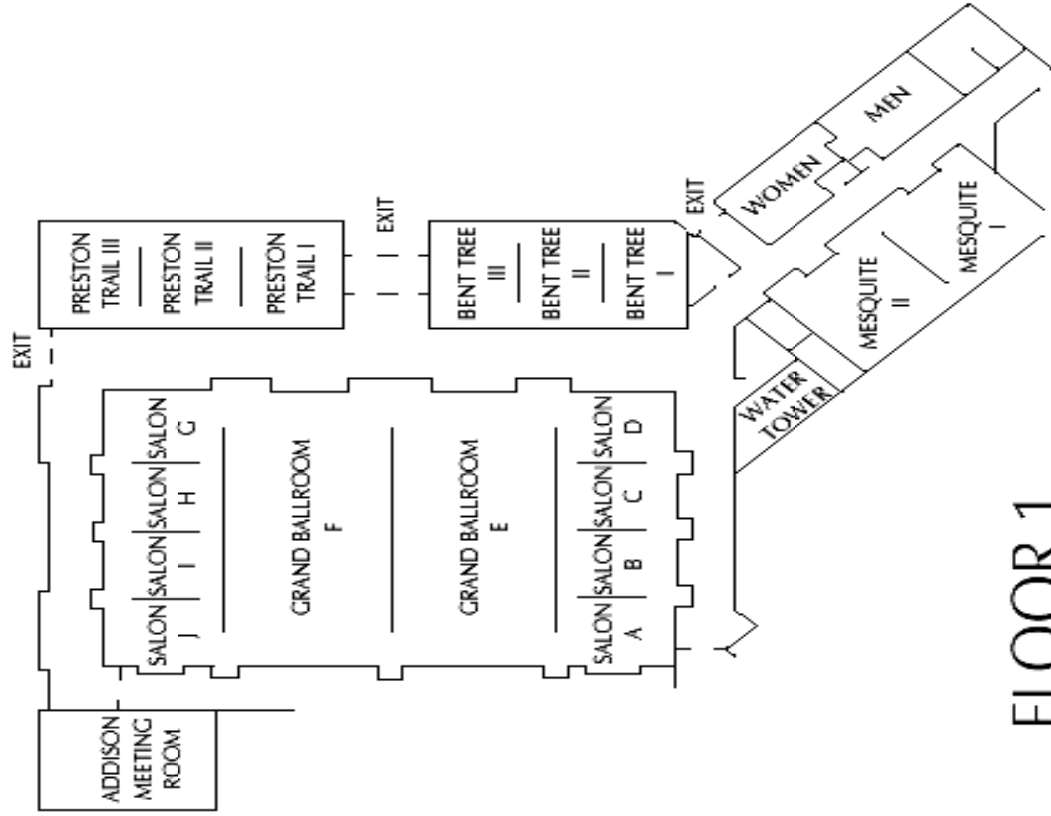 EXIT
PRESTON
TRAIL III
PRESTON
TRAIL II
PRESTON
TRAIL I
EXIT
BENT TREE
III
BENT TREE
II
BENT TREE
I
EXIT
WOMEN
MEN
SALON
G
SALON
H
SALON
I
SALON
J
GRAND BALLROOM
F
GRAND BALLROOM
E
SALON
D
SALON
C
SALON
B
SALON
A
ADDISON
MEETING
ROOM
WATER
TOWER
MESQUITE
II
MESQUITE
I
FLOOR 1